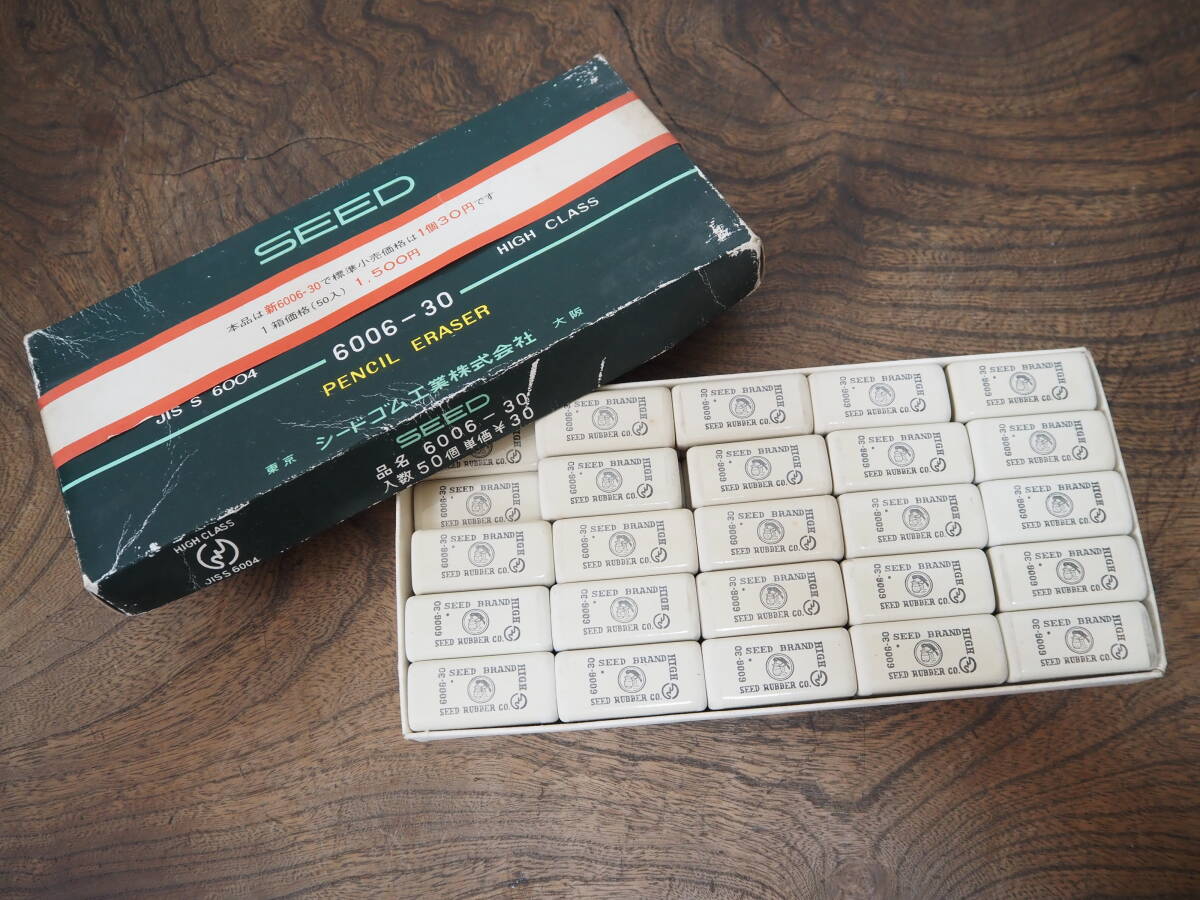 SEED
本品は新6006-30で標準小売価格は1個30円です
1箱価格(50入) 1,500円
JIS S 6004
6006-30
HIGH CLASS
PENCIL ERASER
東京 シードゴム工業株式会社 大阪
SEED
品名 6006-30
入数50個 単価¥30
HIGH CLASS
JIS S 6004
SEED BRAND
6006-30
HIGH
SEED RUBBER CO.